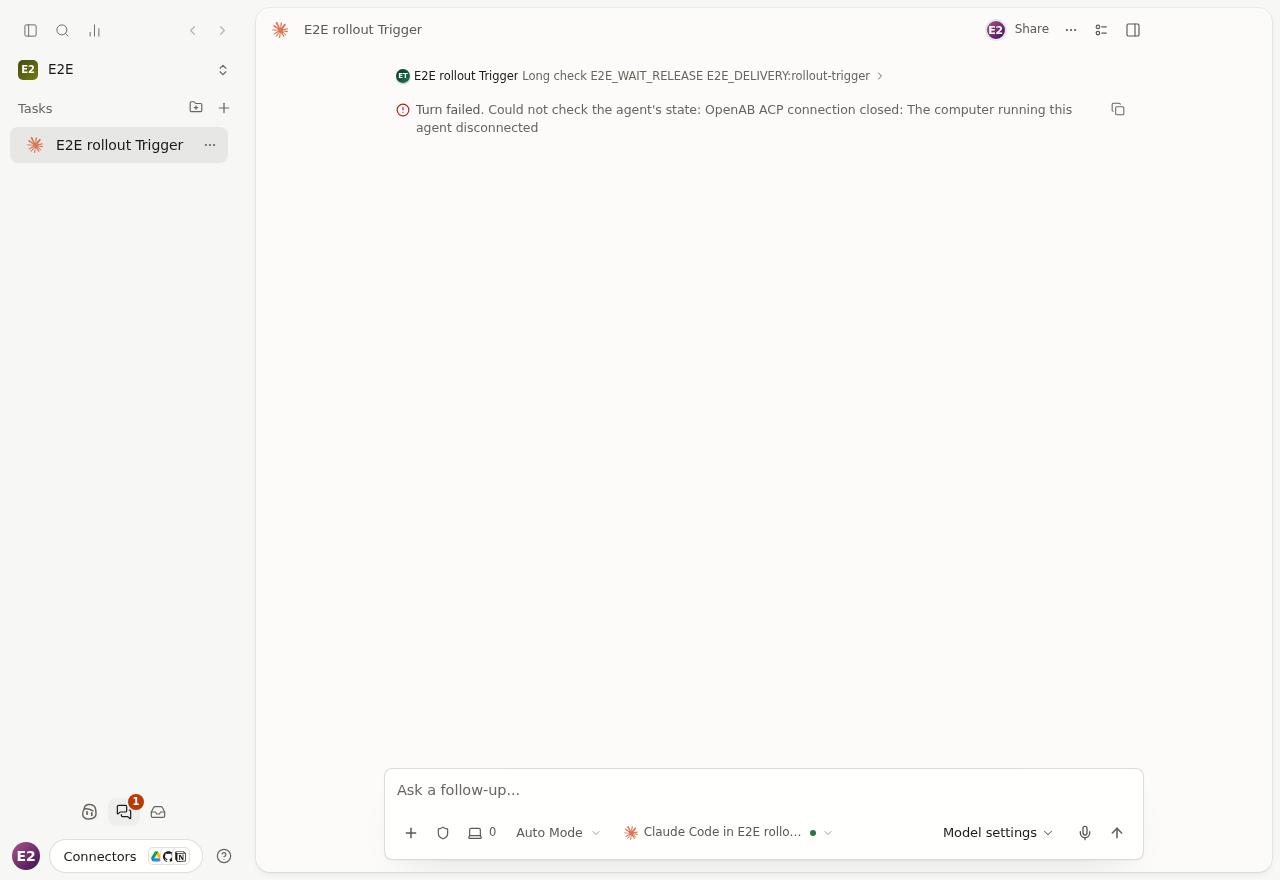 E2E rollout Trigger
E2 Share
E2 E2E
ET E2E rollout Trigger Long check E2E_WAIT_RELEASE E2E_DELIVERY:rollout-trigger
Tasks
Turn failed. Could not check the agent's state: OpenAB ACP connection closed: The computer running this
agent disconnected
E2E rollout Trigger
Ask a follow-up...
1
0 Auto Mode Claude Code in E2E rollo... Model settings
E2 Connectors